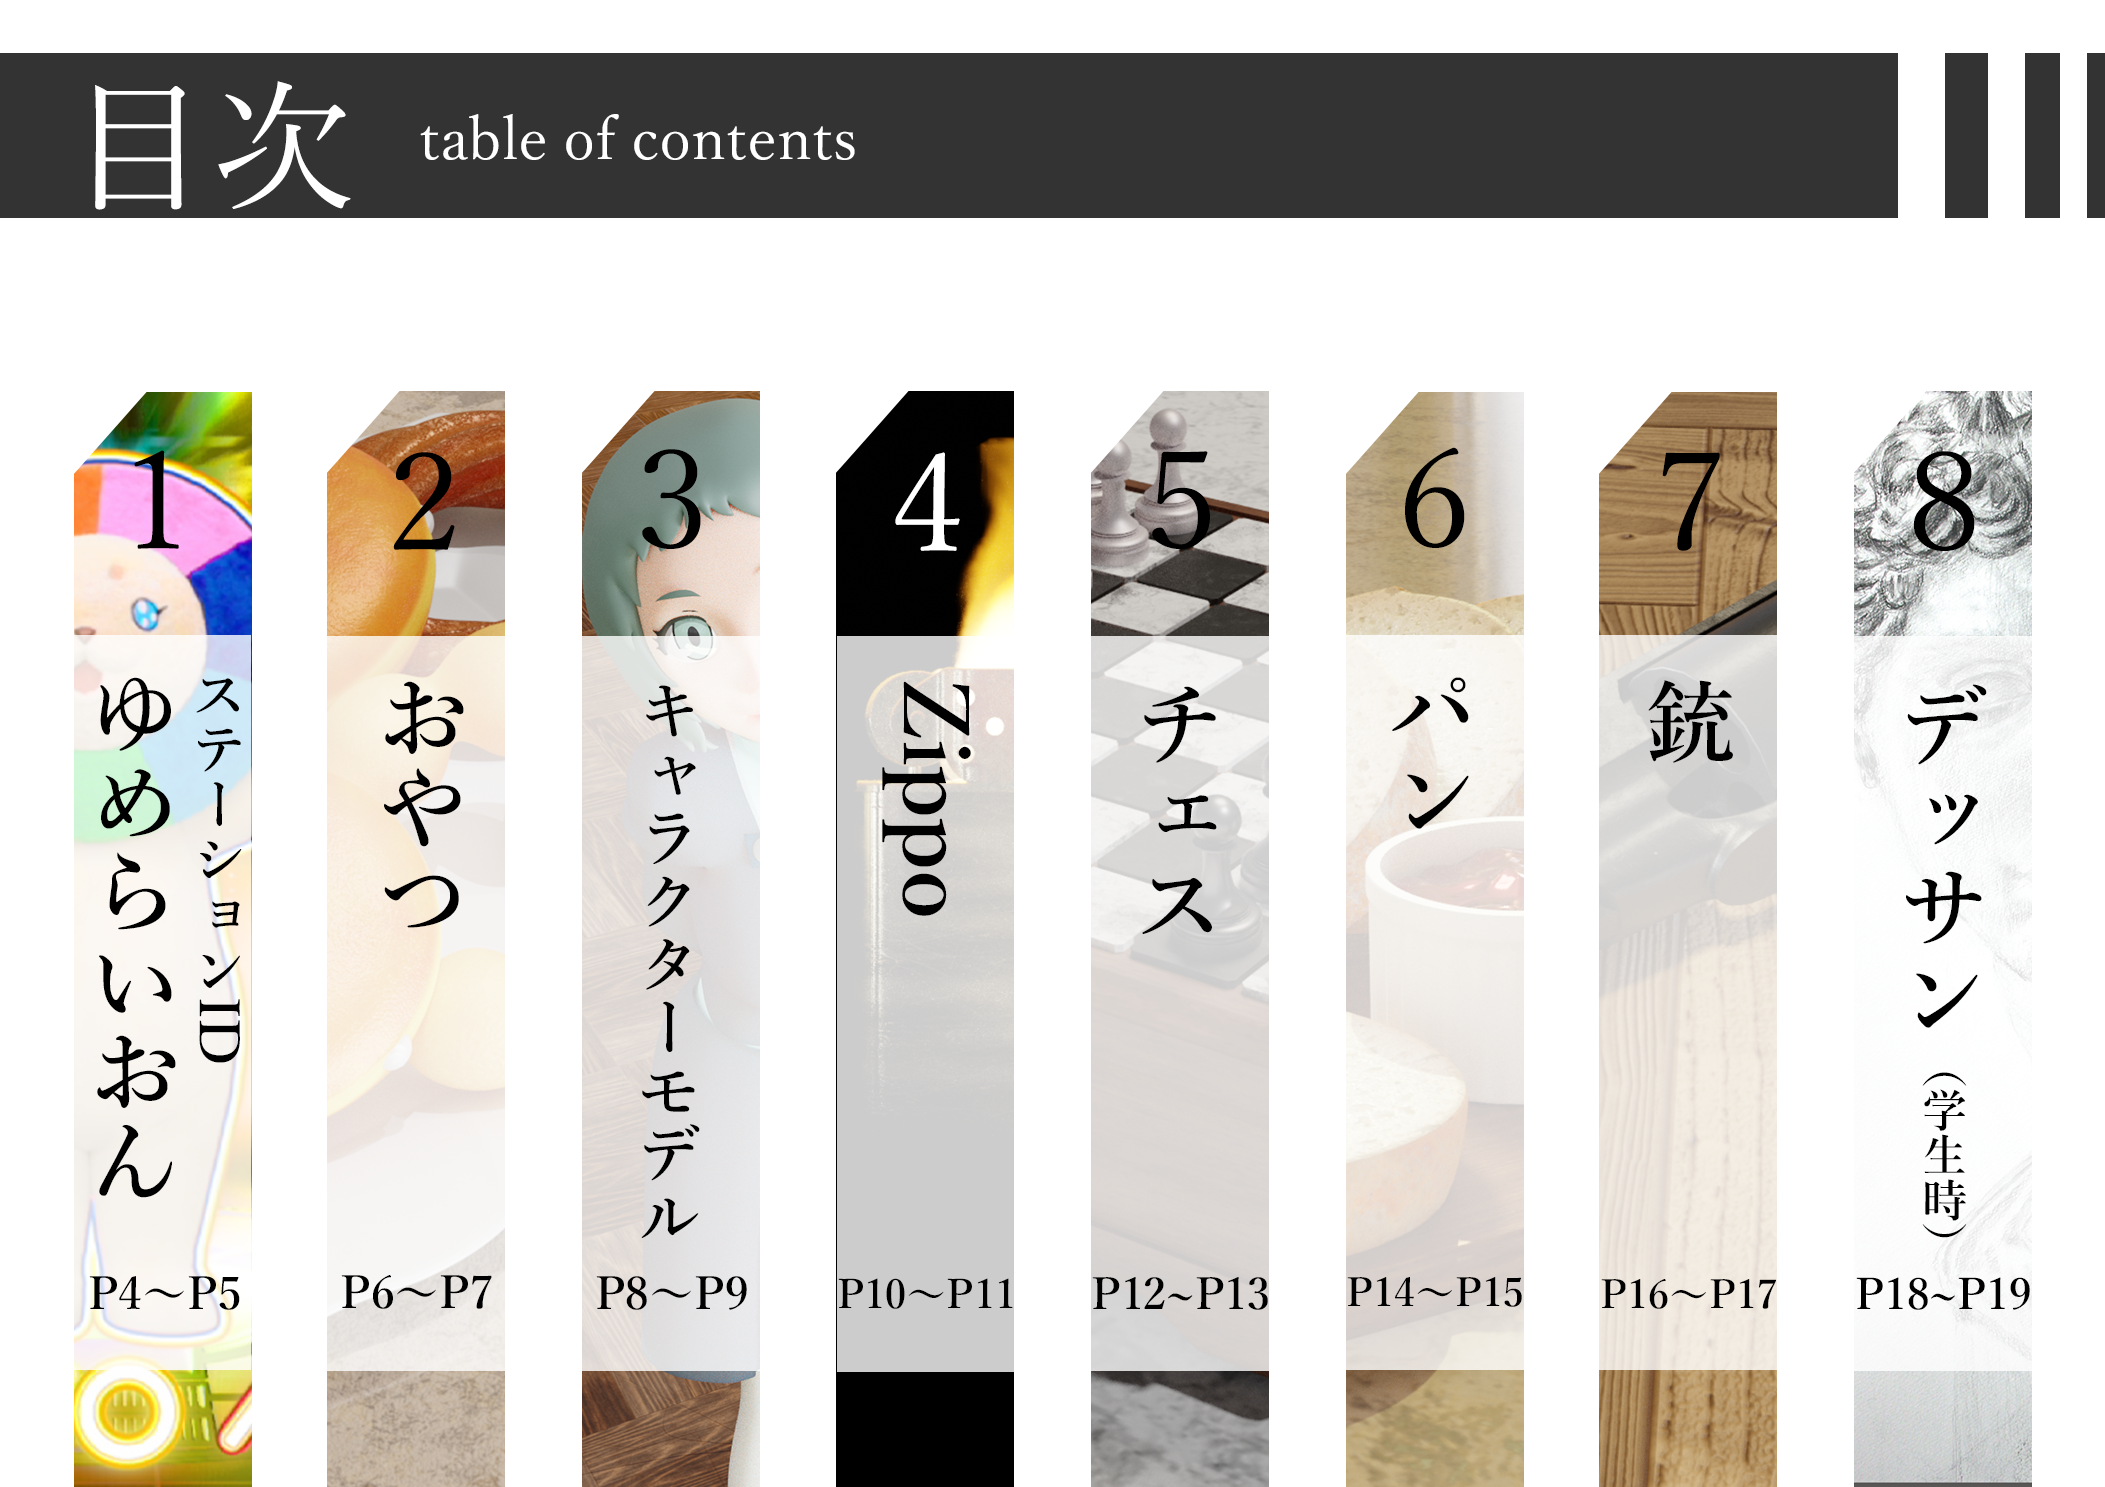 目次
table of contents
1
ステーションID
ゆめらいおん
P4〜P5
2
おやつ
P6〜P7
3
キャラクターモデル
P8〜P9
4
Zippo
P10〜P11
5
チェス
P12~P13
6
パン
P14〜P15
7
銃
P16〜P17
8
デッサン（学生時）
P18~P19